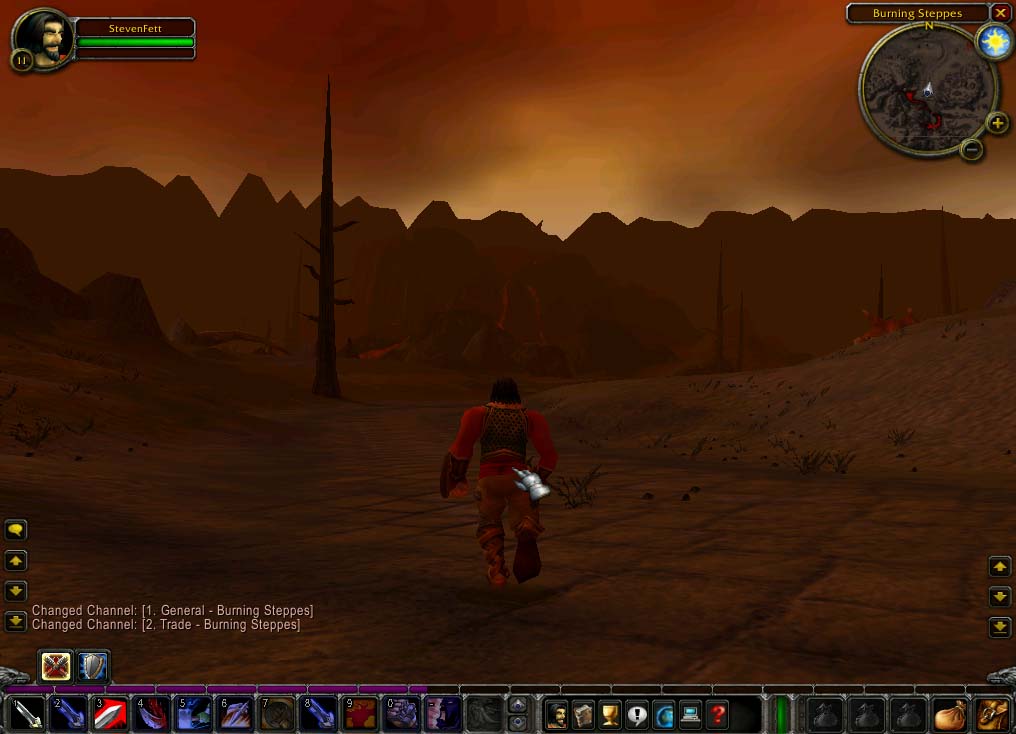 StevenFett
11
Burning Steppes
N
Changed Channel: [1. General - Burning Steppes]
Changed Channel: [2. Trade - Burning Steppes]
1 2 3 4 5 6 7 8 9 0 -